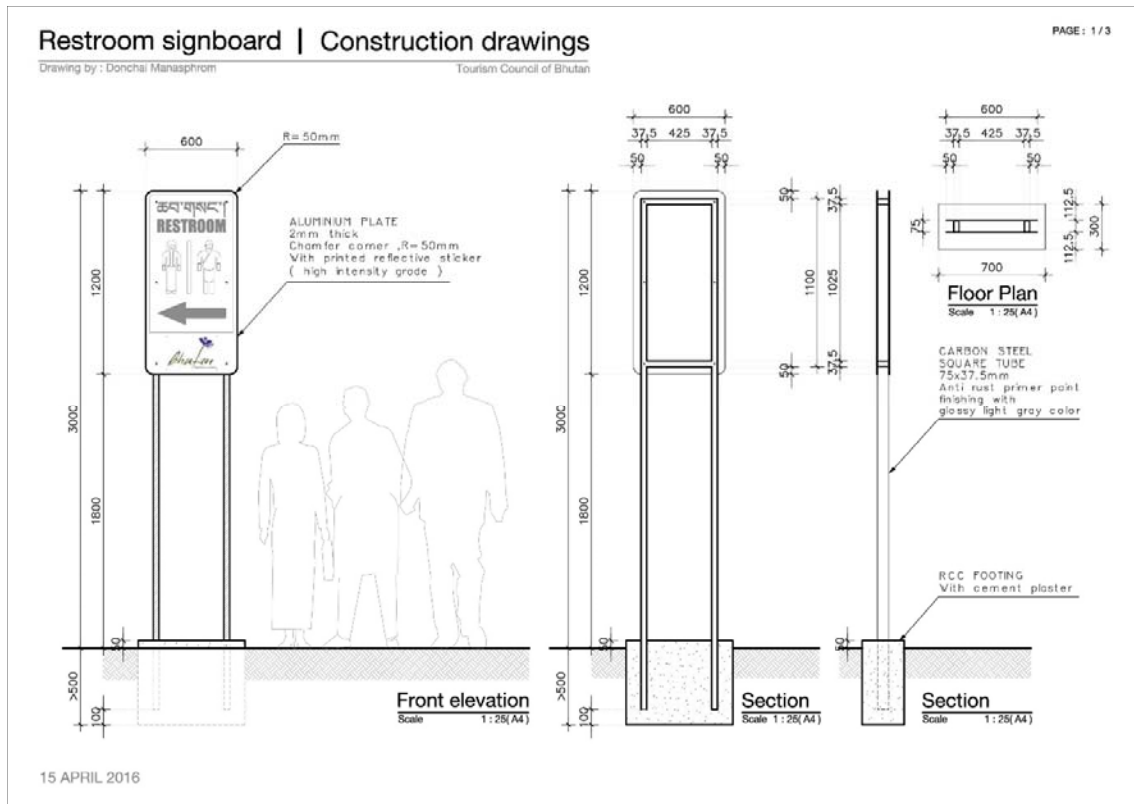 Restroom signboard | Construction drawings
PAGE : 1 / 3
Drawing by : Donchai Manasphrom
Tourism Council of Bhutan
600
R=50mm
ཆབ་གསང་།
RESTROOM
Bhutan
ALUMINIUM PLATE
2mm thick
Chamfer corner ,R=50mm
With printed reflective sticker
( high intensity grade )
1200
3000
1800
50
>500
100
Front elevation
Scale 1 : 25( A4 )
600
37.5 425 37.5
50 50
1200
3000
1800
50
37.5
1100
1025
37.5
50
50
>500
100
Section
Scale 1 : 25( A4 )
600
37.5 425 37.5
50 50
75
112.5
300
112.5
700
Floor Plan
Scale 1 : 25( A4 )
CARBON STEEL
SQUARE TUBE
75x37.5mm
Anti rust primer paint
finishing with
glossy light gray color
RCC FOOTING
With cement plaster
50
Section
Scale 1 : 25( A4 )
15 APRIL 2016